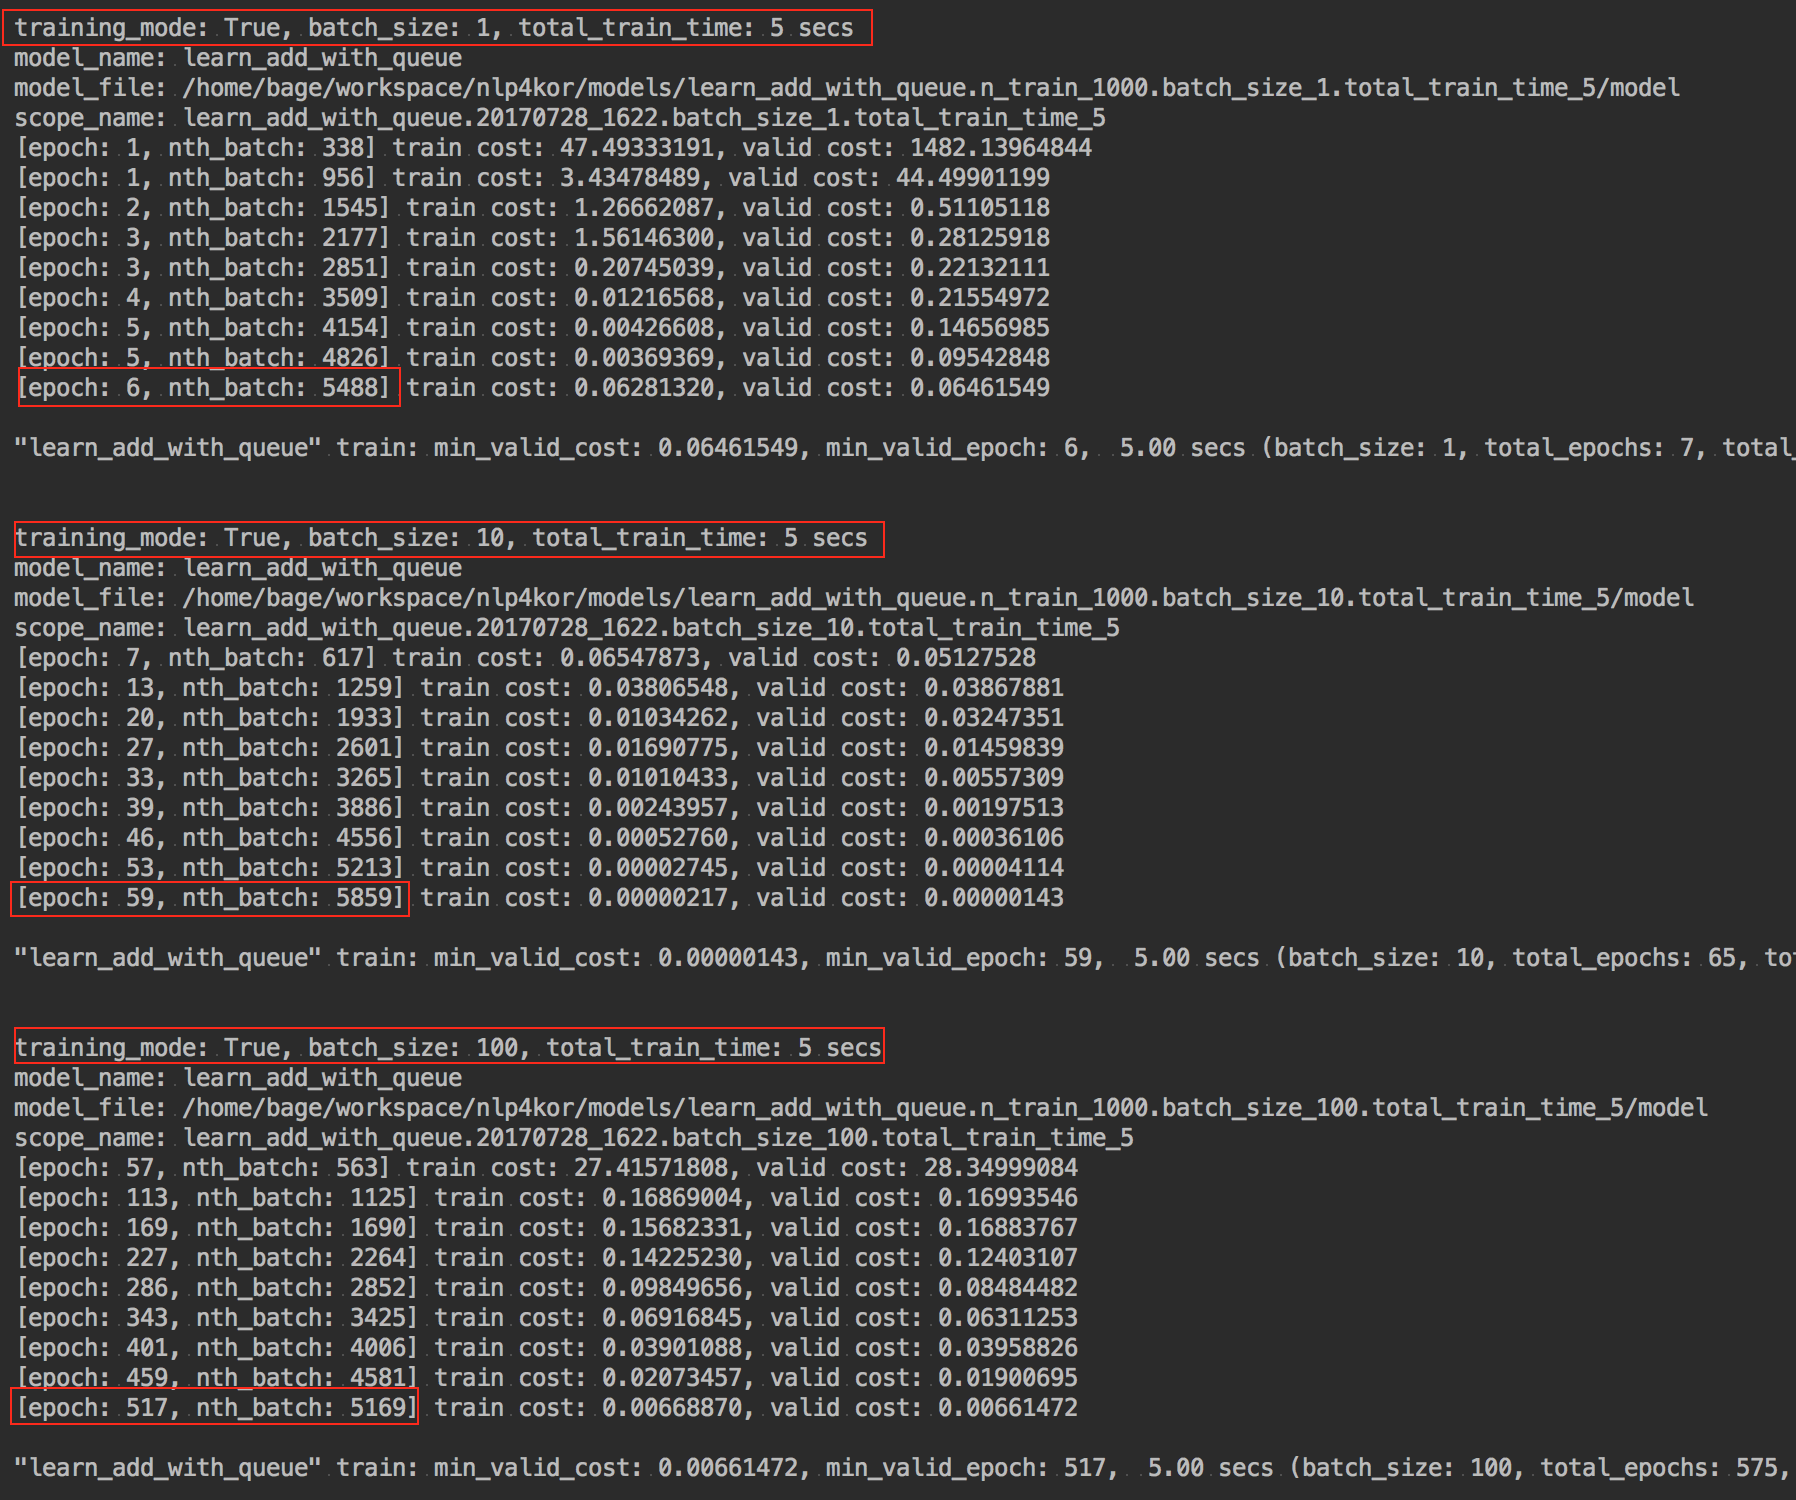 training_mode: True, batch_size: 1, total_train_time: 5 secs
model_name: learn_add_with_queue
model_file: /home/bage/workspace/nlp4kor/models/learn_add_with_queue.n_train_1000.batch_size_1.total_train_time_5/model
scope_name: learn_add_with_queue.20170728_1622.batch_size_1.total_train_time_5
[epoch: 1, nth_batch: 338] train cost: 47.49333191, valid cost: 1482.13964844
[epoch: 1, nth_batch: 956] train cost: 3.43478489, valid cost: 44.49901199
[epoch: 2, nth_batch: 1545] train cost: 1.26662087, valid cost: 0.51105118
[epoch: 3, nth_batch: 2177] train cost: 1.56146300, valid cost: 0.28125918
[epoch: 3, nth_batch: 2851] train cost: 0.20745039, valid cost: 0.22132111
[epoch: 4, nth_batch: 3509] train cost: 0.01216568, valid cost: 0.21554972
[epoch: 5, nth_batch: 4154] train cost: 0.00426608, valid cost: 0.14656985
[epoch: 5, nth_batch: 4826] train cost: 0.00369369, valid cost: 0.09542848
[epoch: 6, nth_batch: 5488] train cost: 0.06281320, valid cost: 0.06461549
"learn_add_with_queue" train: min_valid_cost: 0.06461549, min_valid_epoch: 6,  5.00 secs (batch_size: 1, total_epochs: 7, total_
training_mode: True, batch_size: 10, total_train_time: 5 secs
model_name: learn_add_with_queue
model_file: /home/bage/workspace/nlp4kor/models/learn_add_with_queue.n_train_1000.batch_size_10.total_train_time_5/model
scope_name: learn_add_with_queue.20170728_1622.batch_size_10.total_train_time_5
[epoch: 7, nth_batch: 617] train cost: 0.06547873, valid cost: 0.05127528
[epoch: 13, nth_batch: 1259] train cost: 0.03806548, valid cost: 0.03867881
[epoch: 20, nth_batch: 1933] train cost: 0.01034262, valid cost: 0.03247351
[epoch: 27, nth_batch: 2601] train cost: 0.01690775, valid cost: 0.01459839
[epoch: 33, nth_batch: 3265] train cost: 0.01010433, valid cost: 0.00557309
[epoch: 39, nth_batch: 3886] train cost: 0.00243957, valid cost: 0.00197513
[epoch: 46, nth_batch: 4556] train cost: 0.00052760, valid cost: 0.00036106
[epoch: 53, nth_batch: 5213] train cost: 0.00002745, valid cost: 0.00004114
[epoch: 59, nth_batch: 5859] train cost: 0.00000217, valid cost: 0.00000143
"learn_add_with_queue" train: min_valid_cost: 0.00000143, min_valid_epoch: 59,  5.00 secs (batch_size: 10, total_epochs: 65, to
training_mode: True, batch_size: 100, total_train_time: 5 secs
model_name: learn_add_with_queue
model_file: /home/bage/workspace/nlp4kor/models/learn_add_with_queue.n_train_1000.batch_size_100.total_train_time_5/model
scope_name: learn_add_with_queue.20170728_1622.batch_size_100.total_train_time_5
[epoch: 57, nth_batch: 563] train cost: 27.41571808, valid cost: 28.34999084
[epoch: 113, nth_batch: 1125] train cost: 0.16869004, valid cost: 0.16993546
[epoch: 169, nth_batch: 1690] train cost: 0.15682331, valid cost: 0.16883767
[epoch: 227, nth_batch: 2264] train cost: 0.14225230, valid cost: 0.12403107
[epoch: 286, nth_batch: 2852] train cost: 0.09849656, valid cost: 0.08484482
[epoch: 343, nth_batch: 3425] train cost: 0.06916845, valid cost: 0.06311253
[epoch: 401, nth_batch: 4006] train cost: 0.03901088, valid cost: 0.03958826
[epoch: 459, nth_batch: 4581] train cost: 0.02073457, valid cost: 0.01900695
[epoch: 517, nth_batch: 5169] train cost: 0.00668870, valid cost: 0.00661472
"learn_add_with_queue" train: min_valid_cost: 0.00661472, min_valid_epoch: 517,  5.00 secs (batch_size: 100, total_epochs: 575,